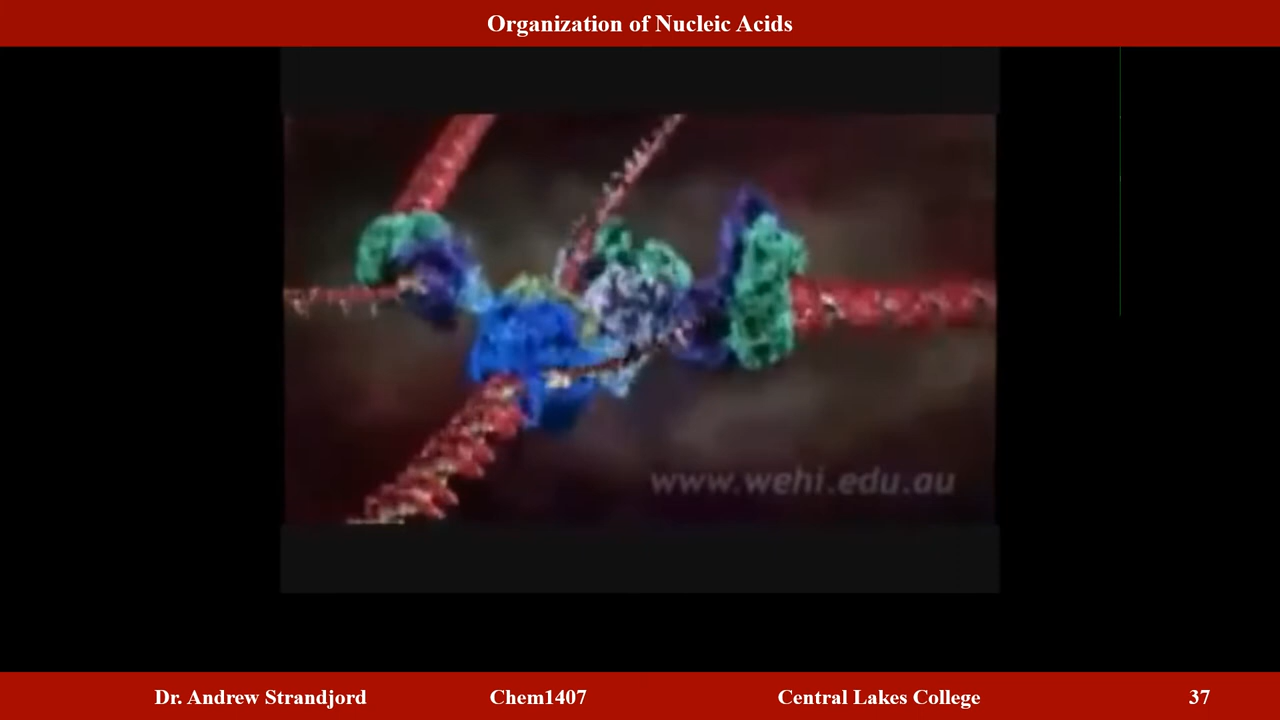 Organization of Nucleic Acids
www.wehi.edu.au
Dr. Andrew Strandjord Chem1407 Central Lakes College 37